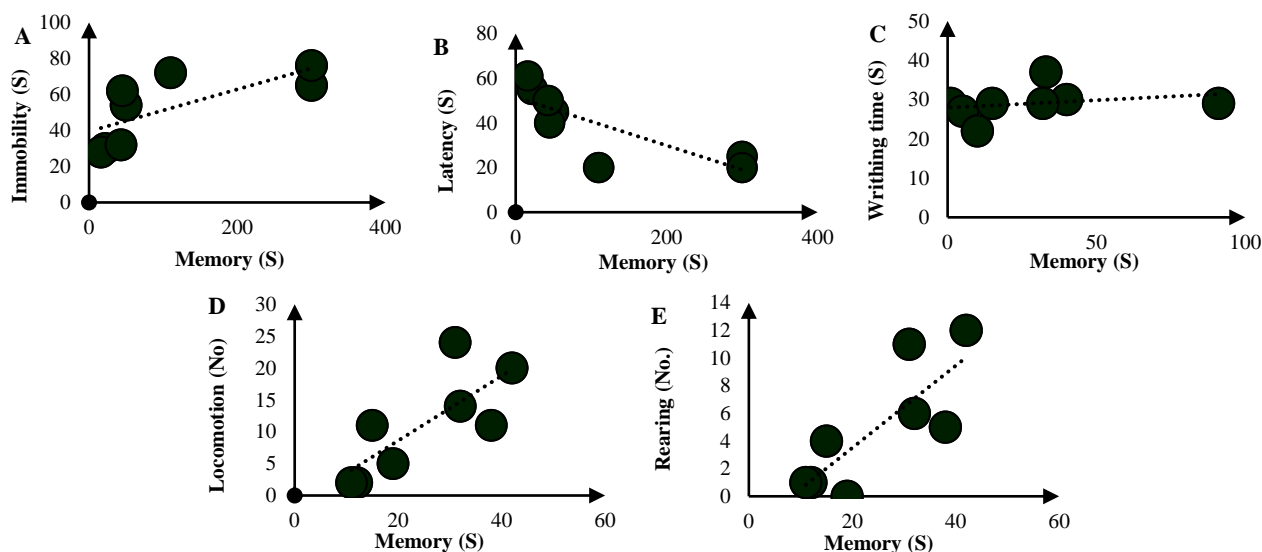 A
Immobility (S)
100
80
60
40
20
0
0 200 400
Memory (S)
B
Latency (S)
80
60
40
20
0
0 200 400
Memory (S)
C
Writhing time (S)
50
40
30
20
10
0
0 50 100
Memory (S)
D
Locomotion (No)
30
25
20
15
10
5
0
0 20 40 60
Memory (S)
E
Rearing (No.)
14
12
10
8
6
4
2
0
0 20 40 60
Memory (S)